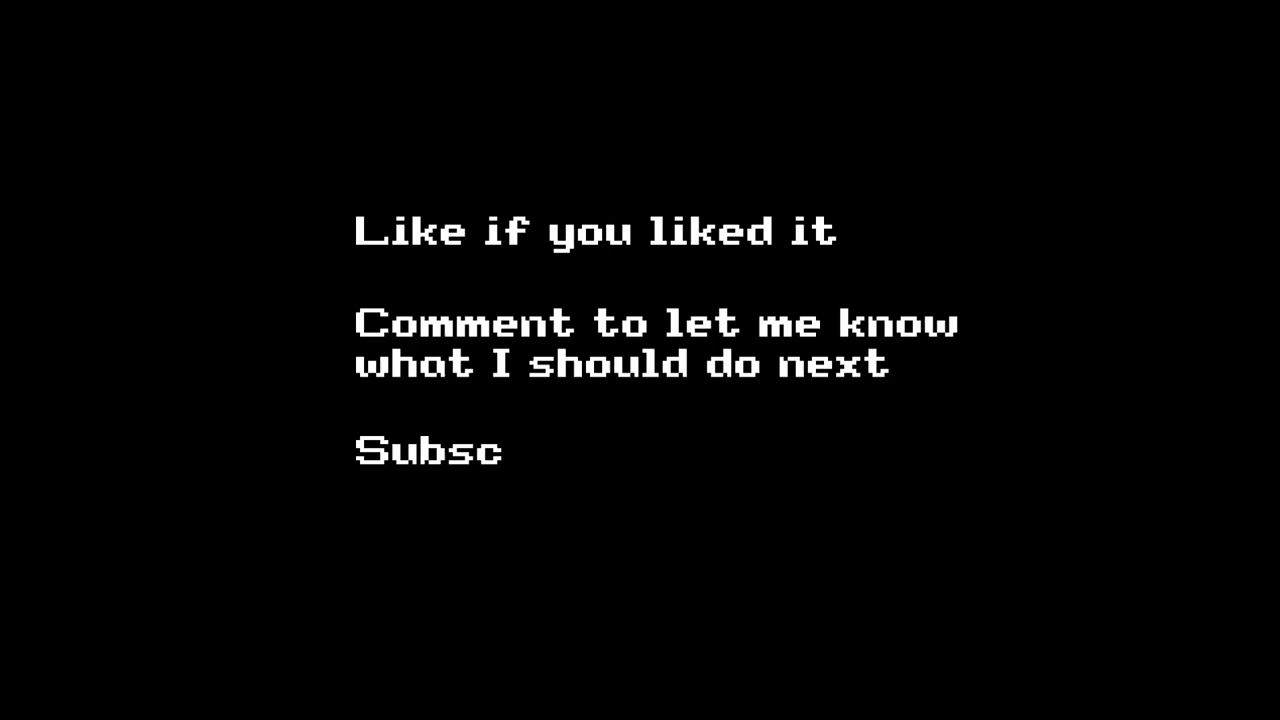 Like if you liked it
Comment to let me know
what I should do next
Subsc